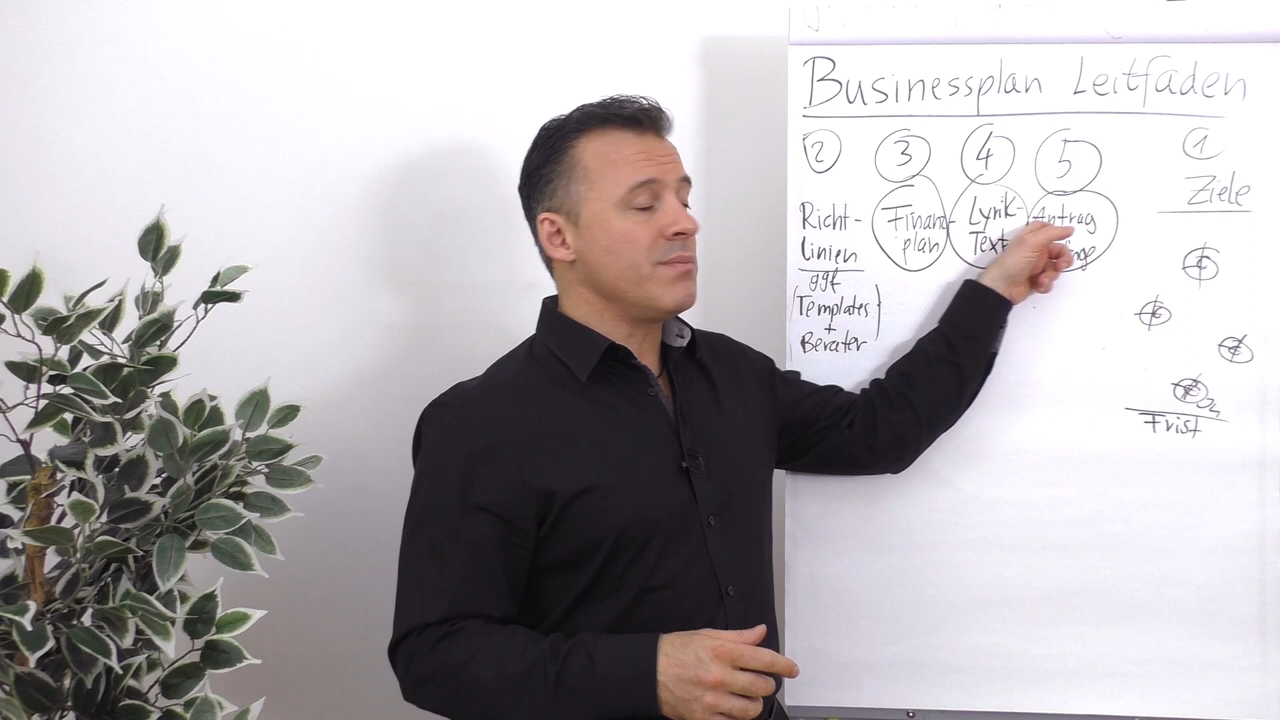 Businessplan Leitfaden
2 3 4 5 1
Ziele
Richt-
Linien
ggf
(Templates
+
Berater)
Finanz-
plan
Lyrik-
Text
Antrag
Frist